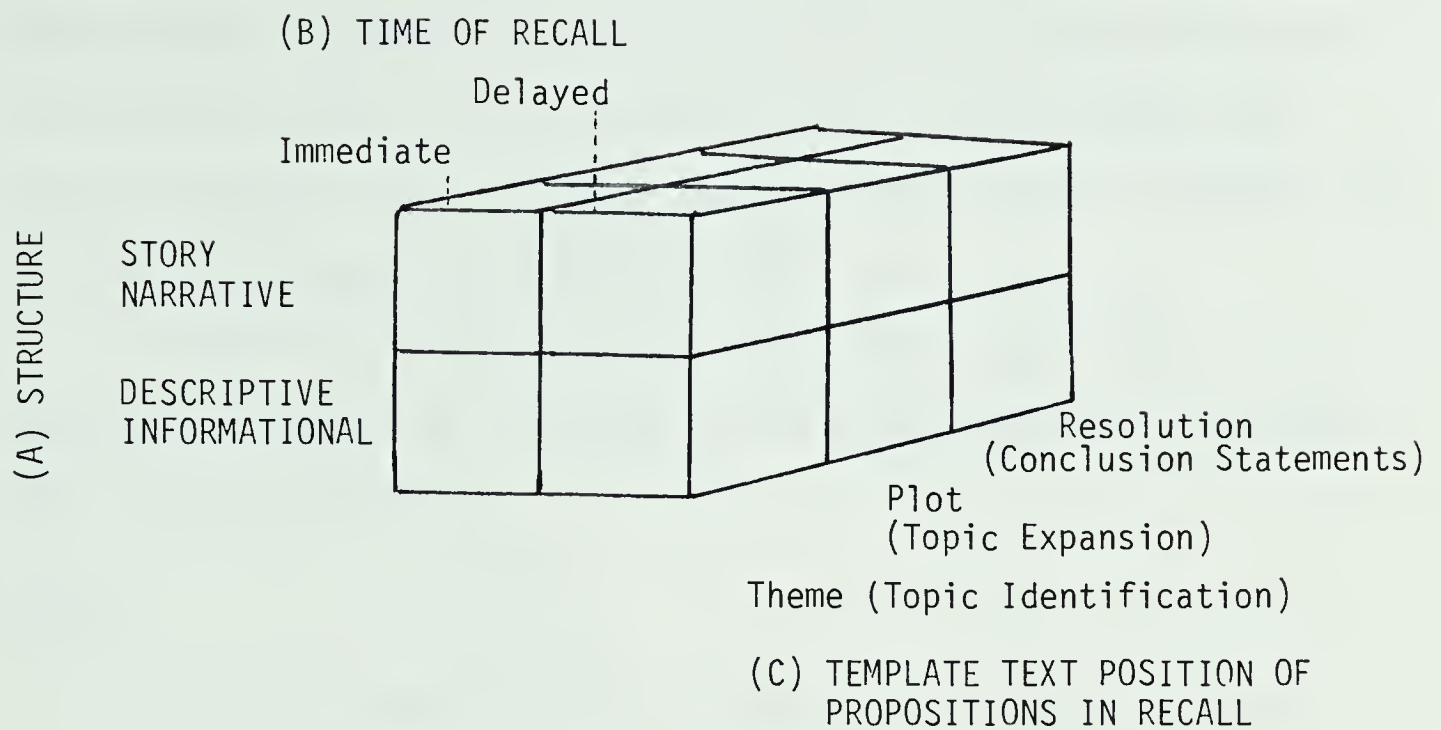 (B) TIME OF RECALL
Delayed
Immediate
(A) STRUCTURE
STORY
NARRATIVE
DESCRIPTIVE
INFORMATIONAL
Resolution
(Conclusion Statements)
Plot
(Topic Expansion)
Theme (Topic Identification)
(C) TEMPLATE TEXT POSITION OF
PROPOSITIONS IN RECALL